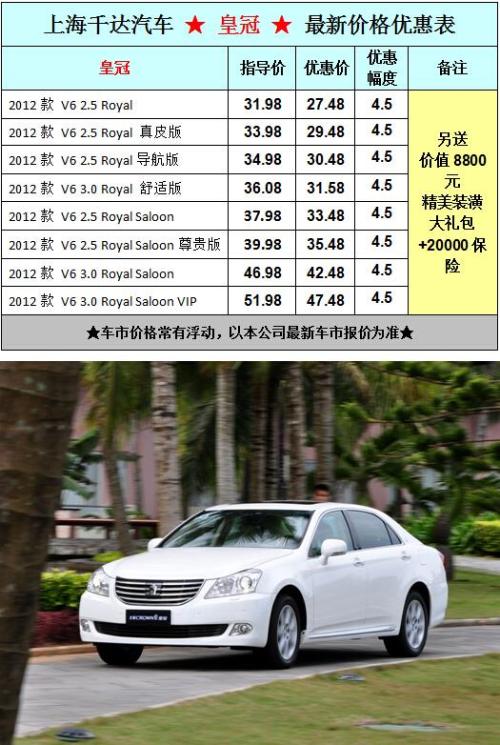 上海千达汽车 ★ 皇冠 ★ 最新价格优惠表
皇冠 指导价 优惠价 优惠幅度 备注
2012 款 V6 2.5 Royal 31.98 27.48 4.5
2012 款 V6 2.5 Royal 真皮版 33.98 29.48 4.5
2012 款 V6 2.5 Royal 导航版 34.98 30.48 4.5
2012 款 V6 3.0 Royal 舒适版 36.08 31.58 4.5
2012 款 V6 2.5 Royal Saloon 37.98 33.48 4.5
2012 款 V6 2.5 Royal Saloon 尊贵版 39.98 35.48 4.5
2012 款 V6 3.0 Royal Saloon 46.98 42.48 4.5
2012 款 V6 3.0 Royal Saloon VIP 51.98 47.48 4.5
另送
价值 8800
元
精美装潢
大礼包
+20000 保
险
★车市价格常有浮动，以本公司最新车市报价为准★